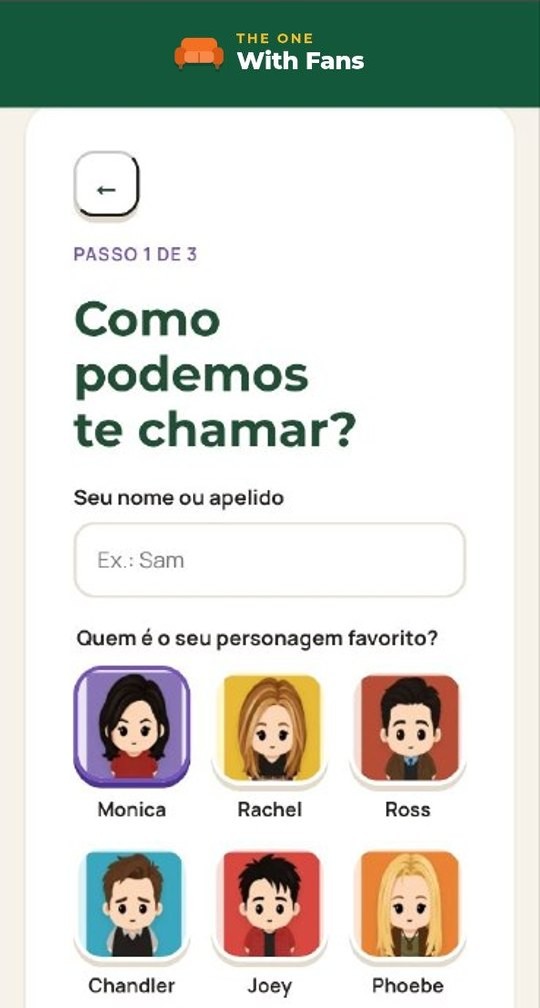 THE ONE
With Fans
←
PASSO 1 DE 3
Como
podemos
te chamar?
Seu nome ou apelido
Ex.: Sam
Quem é o seu personagem favorito?
Monica Rachel Ross
Chandler Joey Phoebe